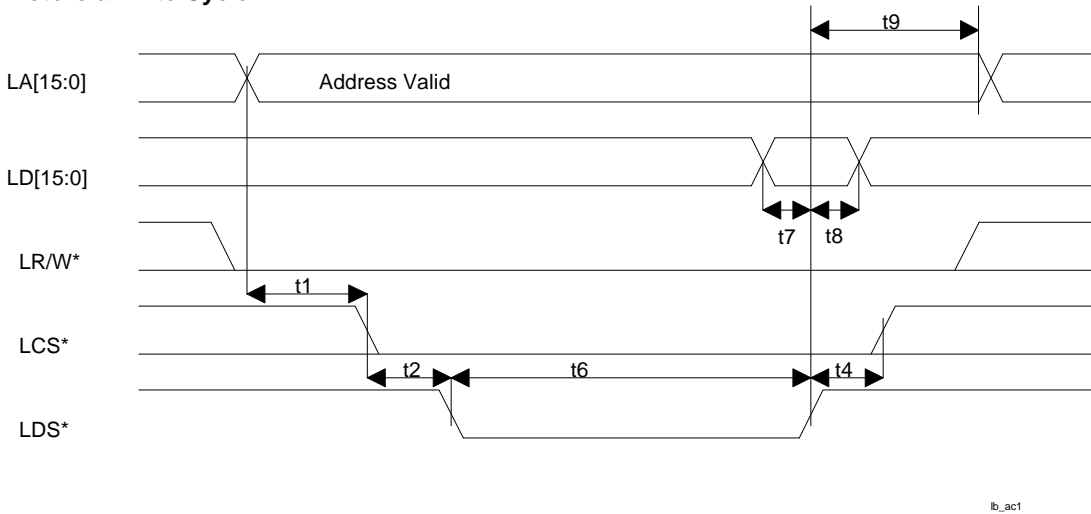 t9
LA[15:0]
Address Valid
LD[15:0]
t7 t8
LR/W*
t1
LCS*
t2 t6 t4
LDS*
lb_ac1